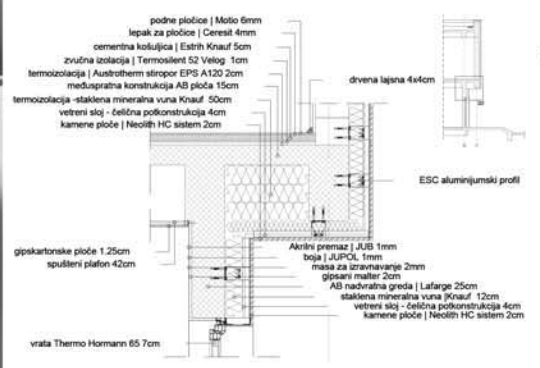 podne pločice | Motio 6mm
lepak za pločice | Ceresit 4mm
cementna košuljica | Estrih Knauf 5cm
zvučna izolacija | Termosilent 52 Velog 1cm
termoizolacija | Austrotherm stiropor EPS A120 2cm
međuspratna konstrukcija AB ploča 15cm
termoizolacija -staklena mineralna vuna Knauf 50cm
vetreni sloj - čelična potkonstrukcija 4cm
kamene ploče | Neolith HC sistem 2cm
drvena lajsna 4x4cm
ESC aluminijumski profil
gipskartonske ploče 1.25cm
spušteni plafon 42cm
Akrilni premaz | JUB 1mm
boja | JUPOL 1mm
masa za izravnavanje 2mm
gipsani malter 2cm
AB nadvratna greda | Lafarge 25cm
staklena mineralna vuna |Knauf 12cm
vetreni sloj - čelična potkonstrukcija 4cm
kamene ploče | Neolith HC sistem 2cm
vrata Thermo Hormann 65 7cm